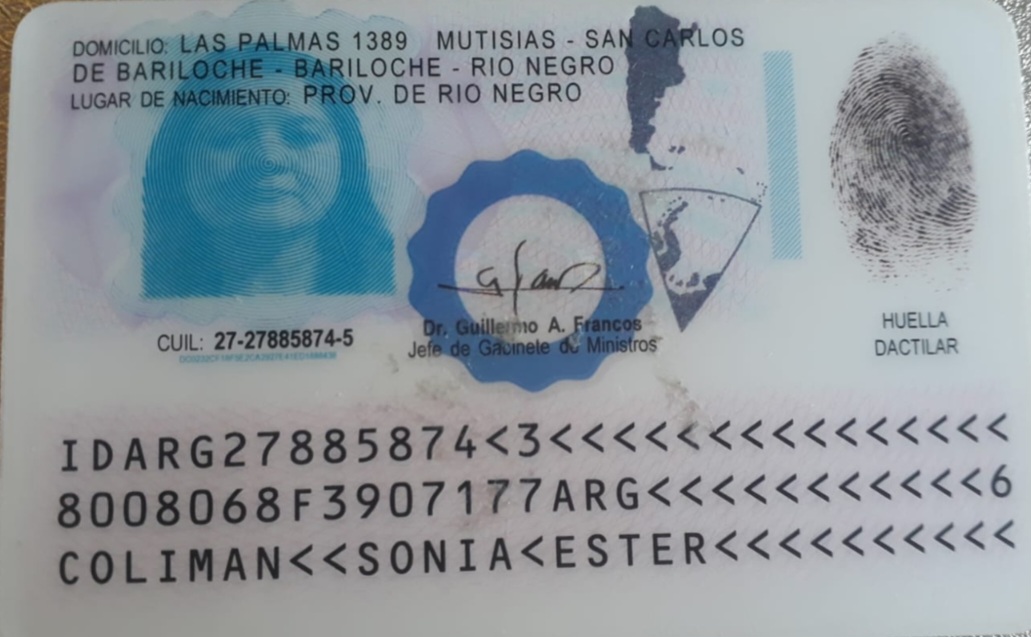 DOMICILIO: LAS PALMAS 1389 MUTISIAS - SAN CARLOS
DE BARILOCHE - BARILOCHE - RIO NEGRO
LUGAR DE NACIMIENTO: PROV. DE RIO NEGRO
CUIL: 27-27885874-5
Dr. Guillermo A. Francos
Jefe de Gabinete de Ministros
HUELLA
DACTILAR
IDARG27885874<3<<<<<<<<<<<<<<<
8008068F3907177ARG<<<<<<<<<<<6
COLIMAN<<SONIA<ESTER<<<<<<<<<<